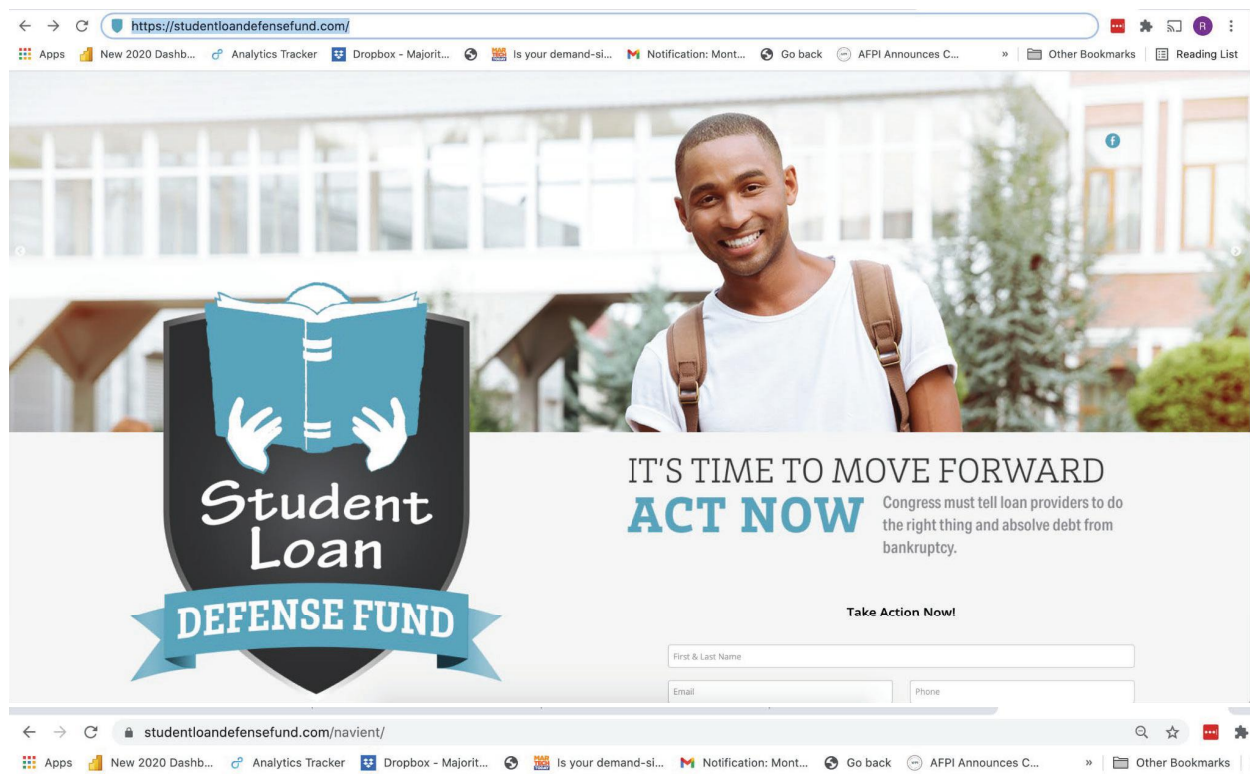 https://studentloandefensefund.com/
R
Apps New 2020 Dashb... Analytics Tracker Dropbox - Majorit... Is your demand-si... Notification: Mont... Go back AFPI Announces C... » Other Bookmarks Reading List
f
Student
Loan
DEFENSE FUND
IT'S TIME TO MOVE FORWARD
ACT NOW
Congress must tell loan providers to do
the right thing and absolve debt from
bankruptcy.
Take Action Now!
First & Last Name
Email Phone
studentloandefensefund.com/navient/
Apps New 2020 Dashb... Analytics Tracker Dropbox - Majorit... Is your demand-si... Notification: Mont... Go back AFPI Announces C... » Other Bookmarks